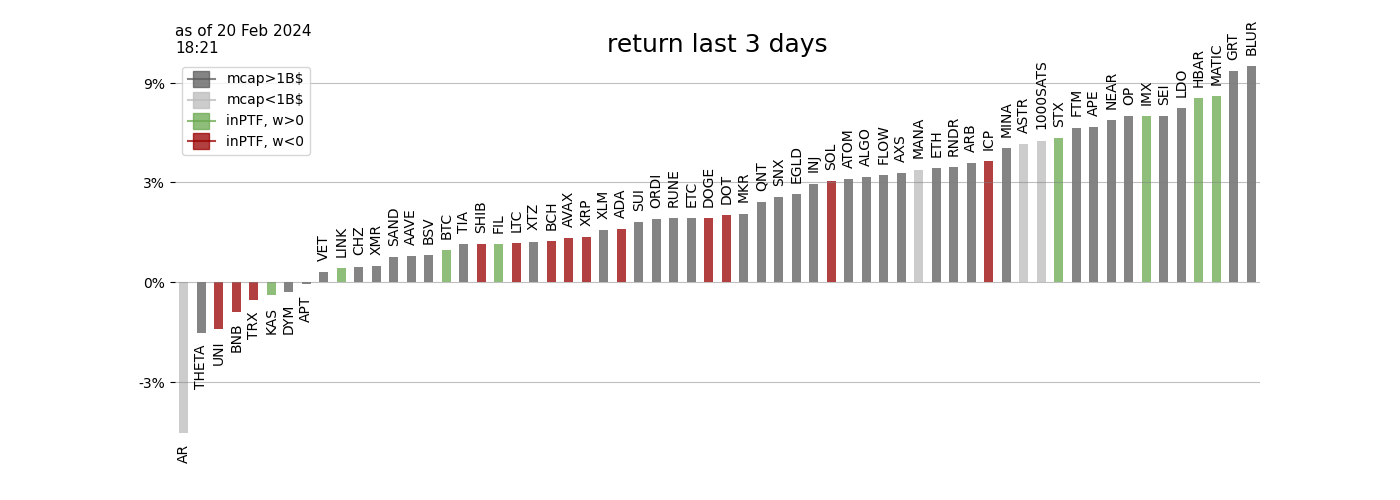 as of 20 Feb 2024
18:21
return last 3 days
mcap>1B$
mcap<1B$
inPTF, w>0
inPTF, w<0
9%
3%
0%
-3%
AR
THETA
UNI
BNB
TRX
KAS
DYM
APT
VET
LINK
CHZ
XMR
SAND
AAVE
BSV
BTC
TIA
SHIB
FIL
LTC
XTZ
BCH
AVAX
XRP
XLM
ADA
SUI
ORDI
RUNE
ETC
DOGE
DOT
MKR
QNT
SNX
EGLD
INJ
SOL
ATOM
ALGO
FLOW
AXS
MANA
ETH
RNDR
ARB
ICP
MINA
ASTR
1000SATS
STX
FTM
APE
NEAR
OP
IMX
SEI
LDO
HBAR
MATIC
GRT
BLUR